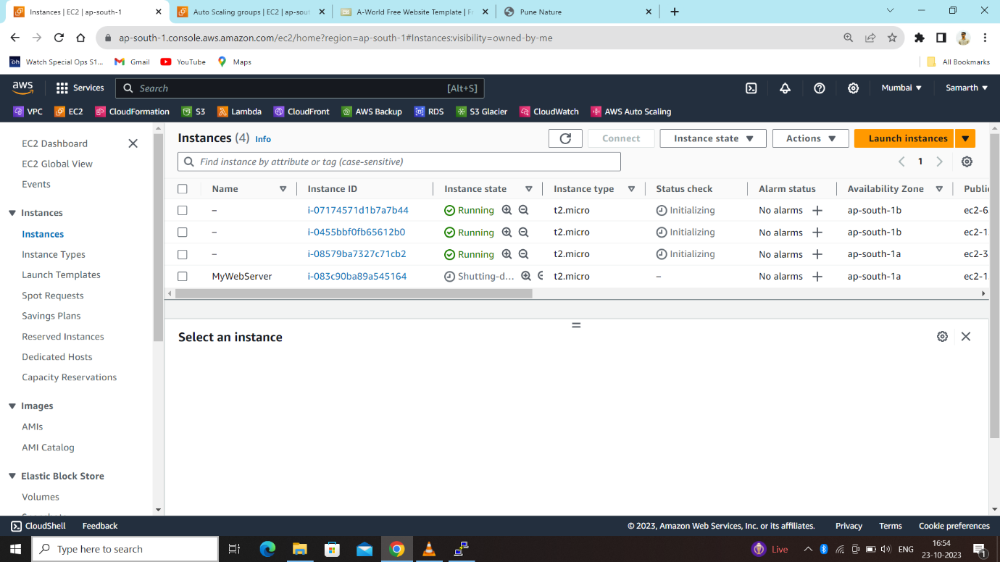 Instances | EC2 | ap-south-1
Auto Scaling groups | EC2 | ap-sout
A-World Free Website Template | Fr
Pune Nature
ap-south-1.console.aws.amazon.com/ec2/home?region=ap-south-1#Instances:visibility=owned-by-me
Watch Special Ops S1...
Gmail
YouTube
Maps
All Bookmarks
aws
Services
Search
[Alt+S]
Mumbai
Samarth
VPC
EC2
CloudFormation
S3
Lambda
CloudFront
AWS Backup
RDS
S3 Glacier
CloudWatch
AWS Auto Scaling
EC2 Dashboard
EC2 Global View
Events
Instances
Instances
Instance Types
Launch Templates
Spot Requests
Savings Plans
Reserved Instances
Dedicated Hosts
Capacity Reservations
Images
AMIs
AMI Catalog
Elastic Block Store
Volumes
Instances (4) Info
Connect
Instance state
Actions
Launch instances
Find instance by attribute or tag (case-sensitive)
1
Name Instance ID Instance state Instance type Status check Alarm status Availability Zone Public
– i-07174571d1b7a7b44 Running t2.micro Initializing No alarms ap-south-1b ec2-6
– i-0455bbf0fb65612b0 Running t2.micro Initializing No alarms ap-south-1b ec2-1
– i-08579ba7327c71cb2 Running t2.micro Initializing No alarms ap-south-1a ec2-3
MyWebServer i-083c90ba89a545164 Shutting-d... t2.micro – No alarms ap-south-1a ec2-1
Select an instance
CloudShell
Feedback
© 2023, Amazon Web Services, Inc. or its affiliates.
Privacy
Terms
Cookie preferences
Type here to search
Live
ENG
16:54
23-10-2023
1